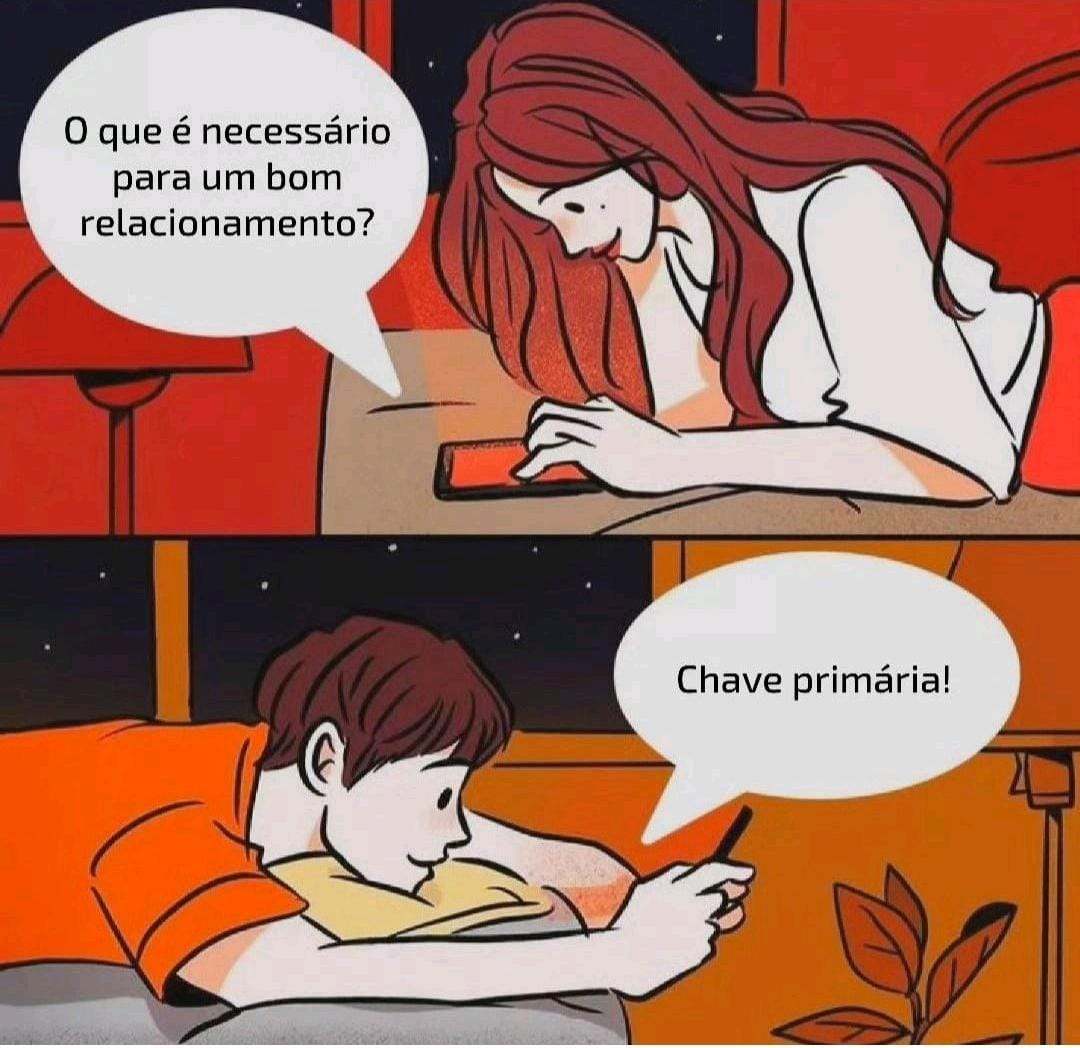 O que é necessário
para um bom
relacionamento?
Chave primária!